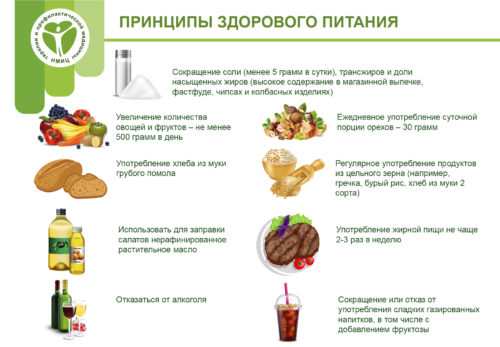 ПРИНЦИПЫ ЗДОРОВОГО ПИТАНИЯ
терапии и профилактической медицины
НМИЦ
Сокращение соли (менее 5 грамм в сутки), трансжиров и доли
насыщенных жиров (высокое содержание в магазинной выпечке,
фастфуде, чипсах и колбасных изделиях)
Увеличение количества
овощей и фруктов – не менее
500 грамм в день
Ежедневное употребление суточной
порции орехов – 30 грамм
Употребление хлеба из муки
грубого помола
Регулярное употребление продуктов
из цельного зерна (например,
гречка, бурый рис, хлеб из муки 2
сорта)
Использовать для заправки
салатов нерафинированное
растительное масло
Употребление жирной пищи не чаще
2-3 раз в неделю
Отказаться от алкоголя
Сокращение или отказ от
употребления сладких газированных
напитков, в том числе с
добавлением фруктозы